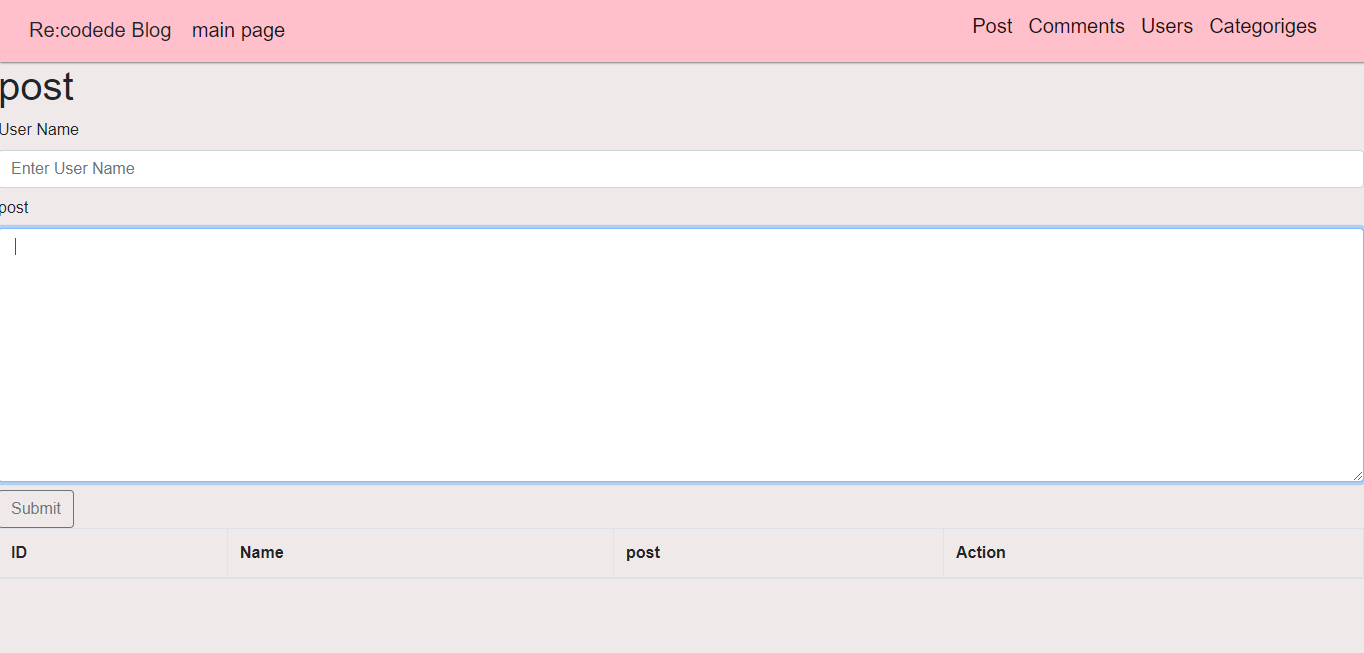 Re:codede Blog main page Post Comments Users Categoriges
post
User Name
Enter User Name
post
Submit
ID Name post Action